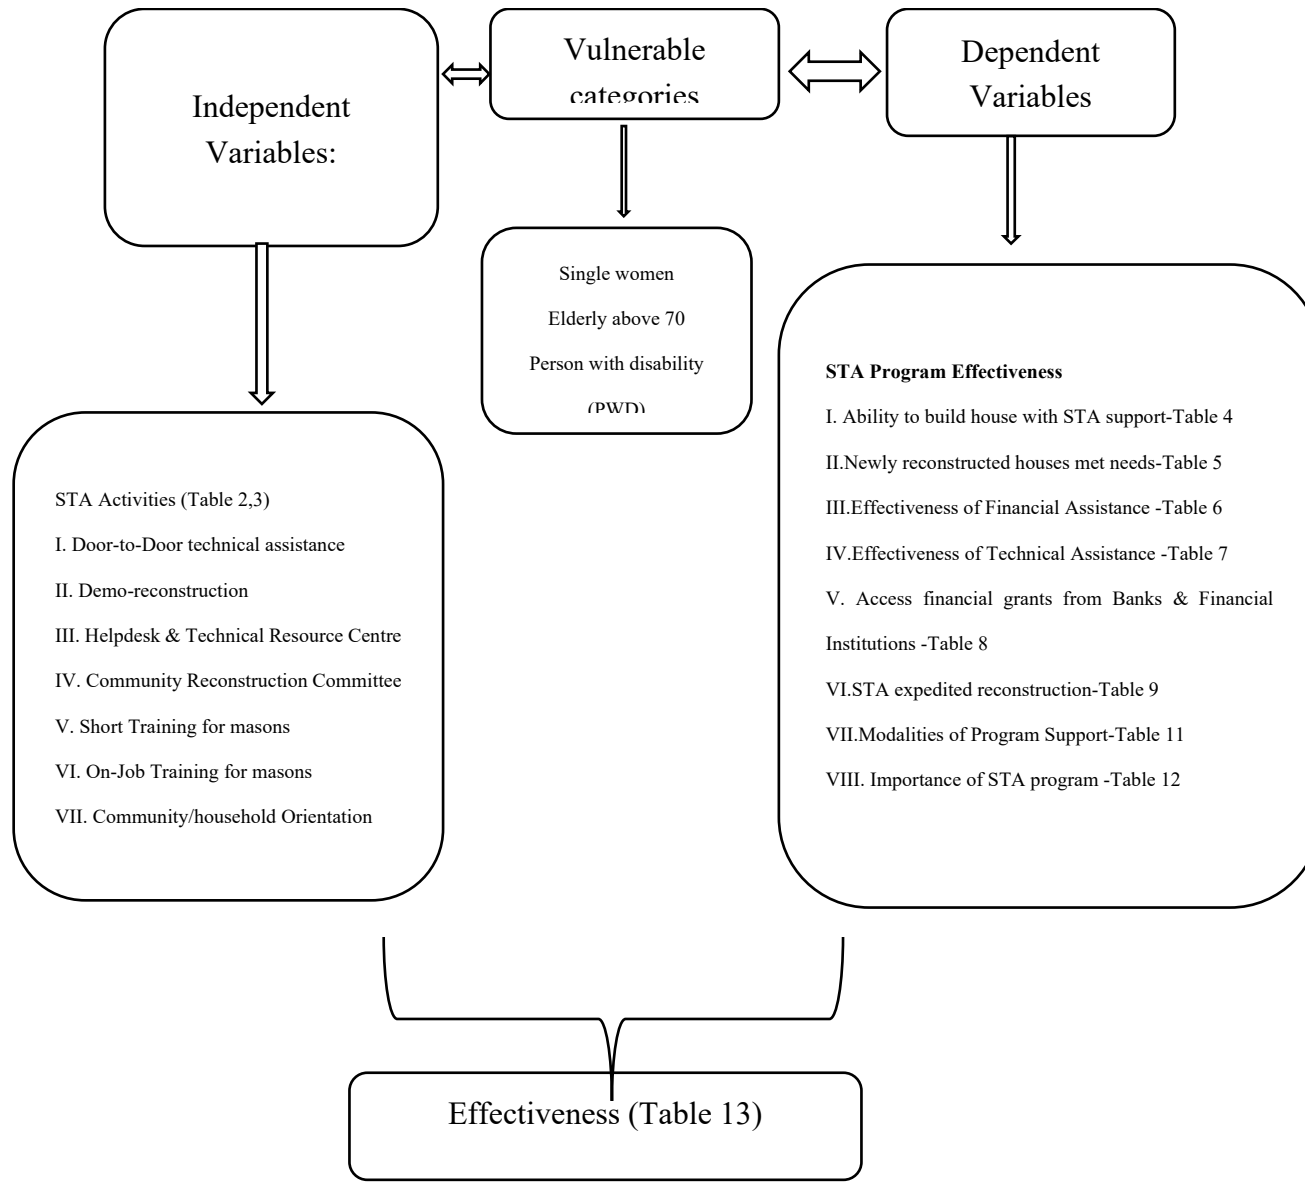 Independent
Variables:
Vulnerable
categories
Dependent
Variables
Single women
Elderly above 70
Person with disability
(PWD)
STA Activities (Table 2,3)
I. Door-to-Door technical assistance
II. Demo-reconstruction
III. Helpdesk & Technical Resource Centre
IV. Community Reconstruction Committee
V. Short Training for masons
VI. On-Job Training for masons
VII. Community/household Orientation
STA Program Effectiveness
I. Ability to build house with STA support-Table 4
II.Newly reconstructed houses met needs-Table 5
III.Effectiveness of Financial Assistance -Table 6
IV.Effectiveness of Technical Assistance -Table 7
V. Access financial grants from Banks & Financial
Institutions -Table 8
VI.STA expedited reconstruction-Table 9
VII.Modalities of Program Support-Table 11
VIII. Importance of STA program -Table 12
Effectiveness (Table 13)